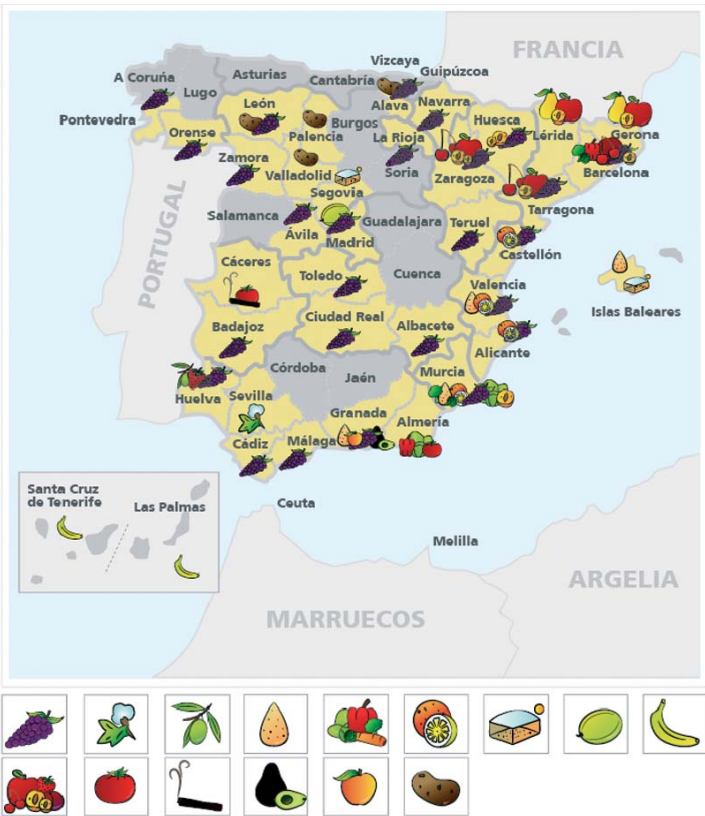 FRANCIA
Vizcaya
A Coruña
Asturias
Cantabría
Guipúzcoa
Lugo
León
Alava
Navarra
Pontevedra
Palencia
Burgos
Huesca
Orense
La Rioja
Lérida
Gerona
Zamora
Valladolid
Soria
Zaragoza
Barcelona
Segovia
Tarragona
Salamanca
Guadalajara
Teruel
Ávila
Madrid
Castellón
PORTUGAL
Cáceres
Toledo
Cuenca
Valencia
Islas Baleares
Badajoz
Ciudad Real
Albacete
Alicante
Córdoba
Jaén
Murcia
Huelva
Sevilla
Granada
Almería
Cádiz
Málaga
Santa Cruz
de Tenerife
Las Palmas
Ceuta
Melilla
ARGELIA
MARRUECOS